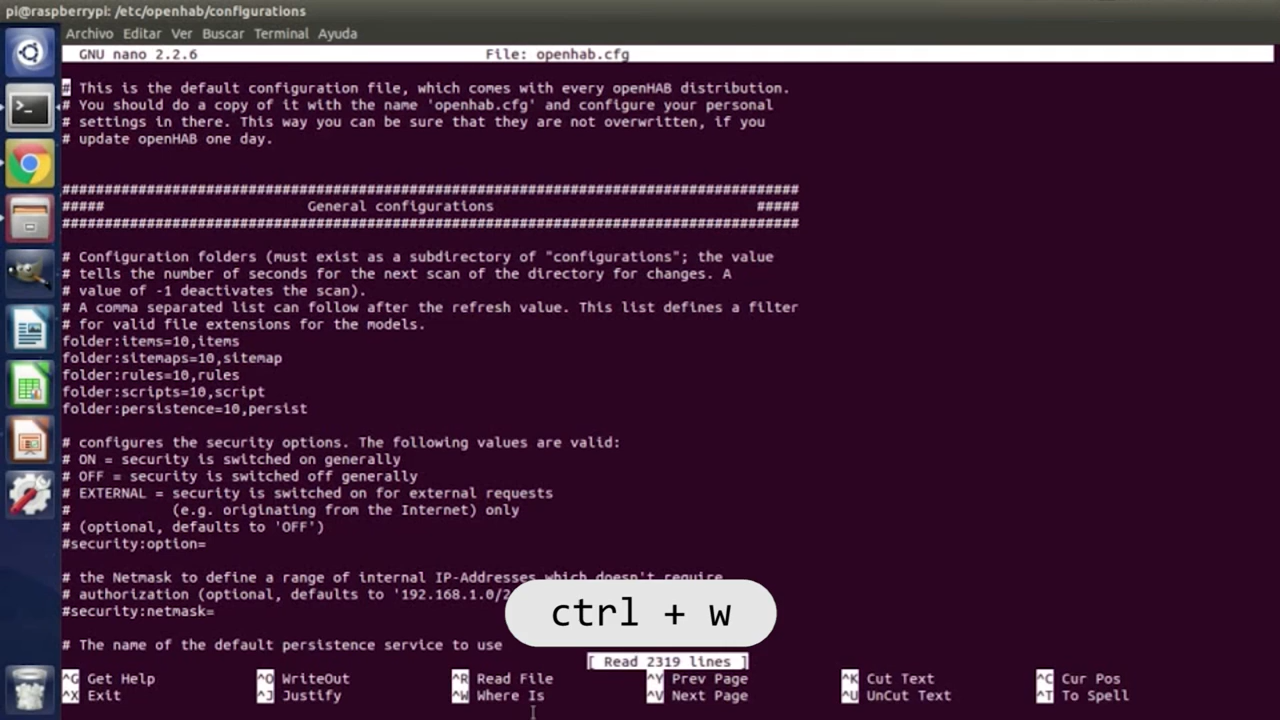 pi@raspberrypi: /etc/openhab/configurations
Archivo Editar Ver Buscar Terminal Ayuda
GNU nano 2.2.6 File: openhab.cfg
# This is the default configuration file, which comes with every openHAB distribution.
# You should do a copy of it with the name 'openhab.cfg' and configure your personal
# settings in there. This way you can be sure that they are not overwritten, if you
# update openHAB one day.
#######################################################################################
##### General configurations #####
#######################################################################################
# Configuration folders (must exist as a subdirectory of "configurations"; the value
# tells the number of seconds for the next scan of the directory for changes. A
# value of -1 deactivates the scan).
# A comma separated list can follow after the refresh value. This list defines a filter
# for valid file extensions for the models.
folder:items=10,items
folder:sitemaps=10,sitemap
folder:rules=10,rules
folder:scripts=10,script
folder:persistence=10,persist
# configures the security options. The following values are valid:
# ON = security is switched on generally
# OFF = security is switched off generally
# EXTERNAL = security is switched on for external requests
# (e.g. originating from the Internet) only
# (optional, defaults to 'OFF')
#security:option=
# the Netmask to define a range of internal IP-Addresses which doesn't require
# authorization (optional, defaults to '192.168.1.0/2
#security:netmask=
ctrl + w
# The name of the default persistence service to use
[ Read 2319 lines ]
^G Get Help ^O WriteOut ^R Read File ^Y Prev Page ^K Cut Text ^C Cur Pos
^X Exit ^J Justify ^W Where Is ^V Next Page ^U UnCut Text ^T To Spell